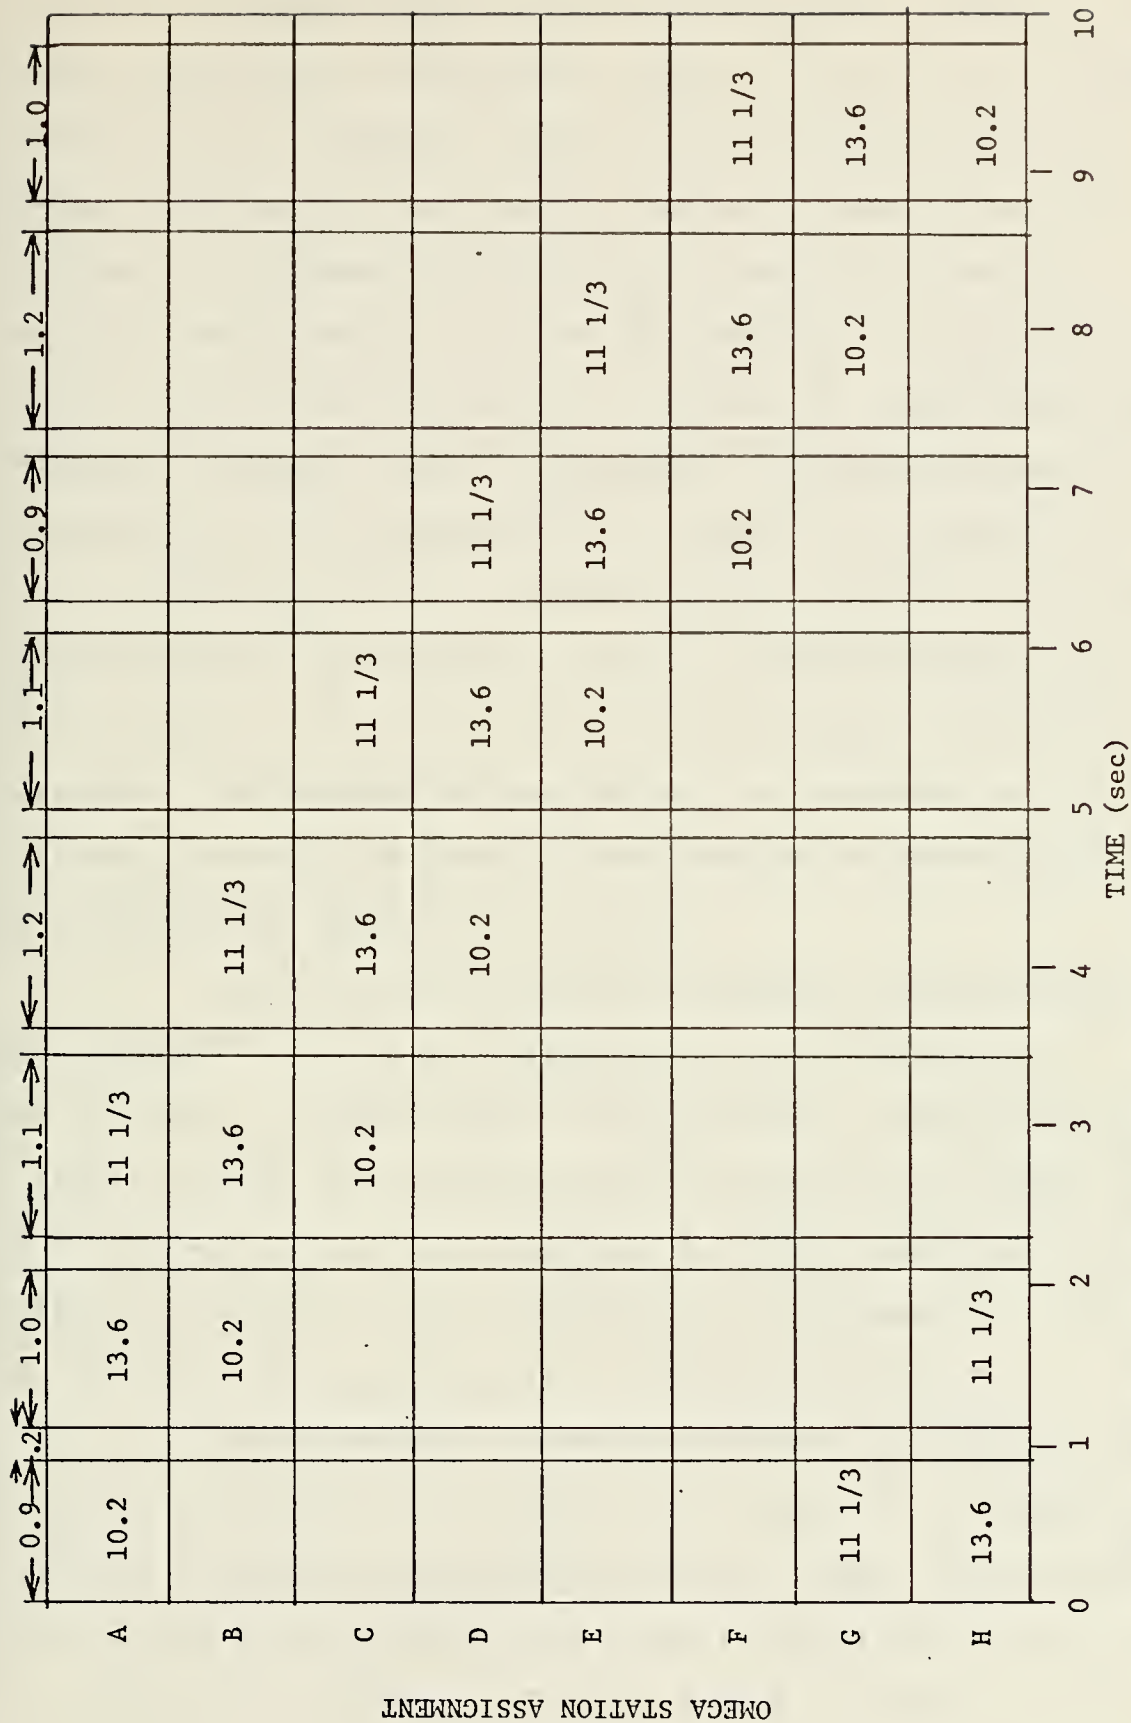 0.9 .2 1.0 1.1 1.2 1.1 0.9 1.2 1.0
A 10.2 13.6 11 1/3
B 10.2 13.6 11 1/3
C 10.2 13.6 11 1/3
D 10.2 13.6 11 1/3
E 10.2 13.6 11 1/3
F 10.2 13.6 11 1/3
G 11 1/3 10.2 13.6
H 13.6 11 1/3 10.2
0 1 2 3 4 5 6 7 8 9 10
TIME (sec)
OMEGA STATION ASSIGNMENT